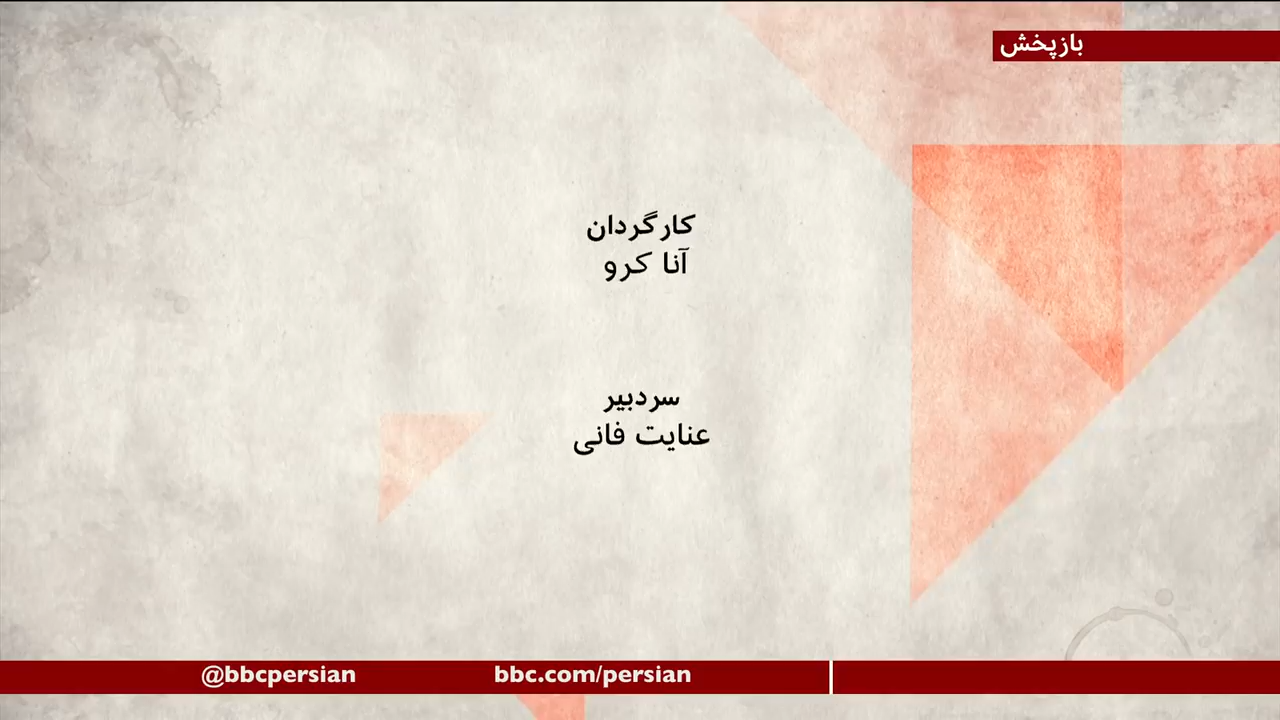 بازپخش
کارگردان
آنا کرو
سردبیر
عنایت فانی
@bbcpersian
bbc.com/persian